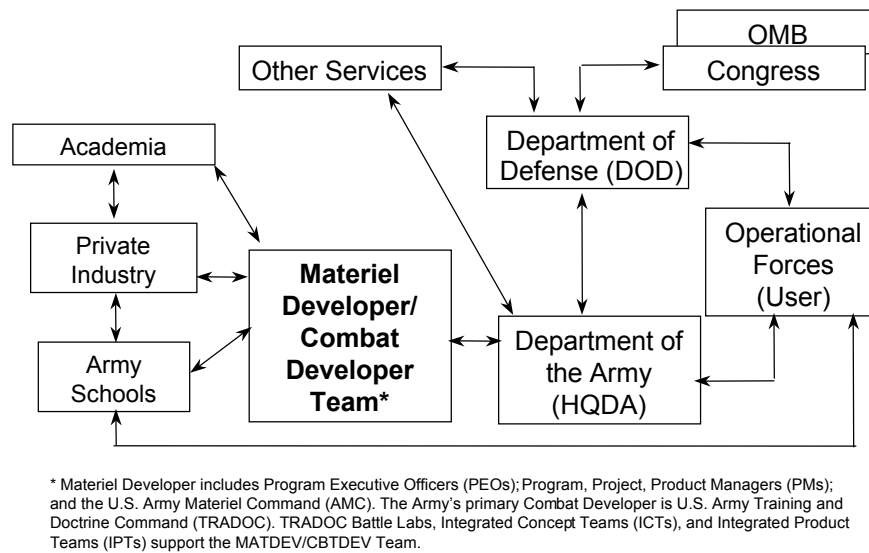 OMB
Congress
Other Services
Department of
Defense (DOD)
Academia
Private
Industry
Army
Schools
Materiel
Developer/
Combat
Developer
Team*
Department of
the Army
(HQDA)
Operational
Forces
(User)
* Materiel Developer includes Program Executive Officers (PEOs); Program, Project, Product Managers (PMs);
and the U.S. Army Materiel Command (AMC). The Army's primary Combat Developer is U.S. Army Training and
Doctrine Command (TRADOC). TRADOC Battle Labs, Integrated Concept Teams (ICTs), and Integrated Product
Teams (IPTs) support the MATDEV/CBTDEV Team.